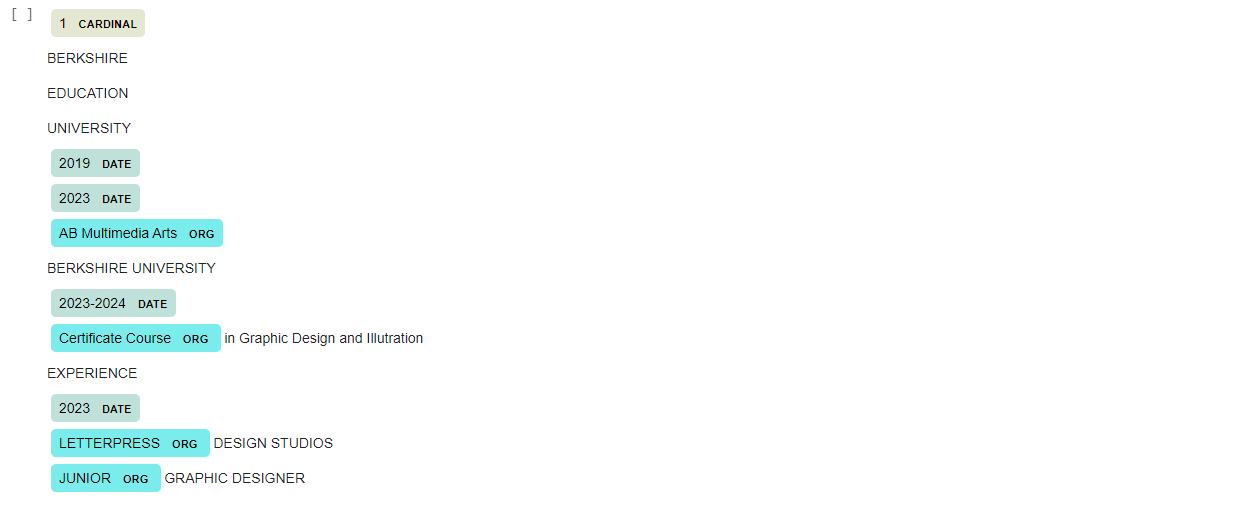 [ ] 1 CARDINAL
BERKSHIRE
EDUCATION
UNIVERSITY
2019 DATE
2023 DATE
AB Multimedia Arts ORG
BERKSHIRE UNIVERSITY
2023-2024 DATE
Certificate Course ORG in Graphic Design and Illutration
EXPERIENCE
2023 DATE
LETTERPRESS ORG DESIGN STUDIOS
JUNIOR ORG GRAPHIC DESIGNER